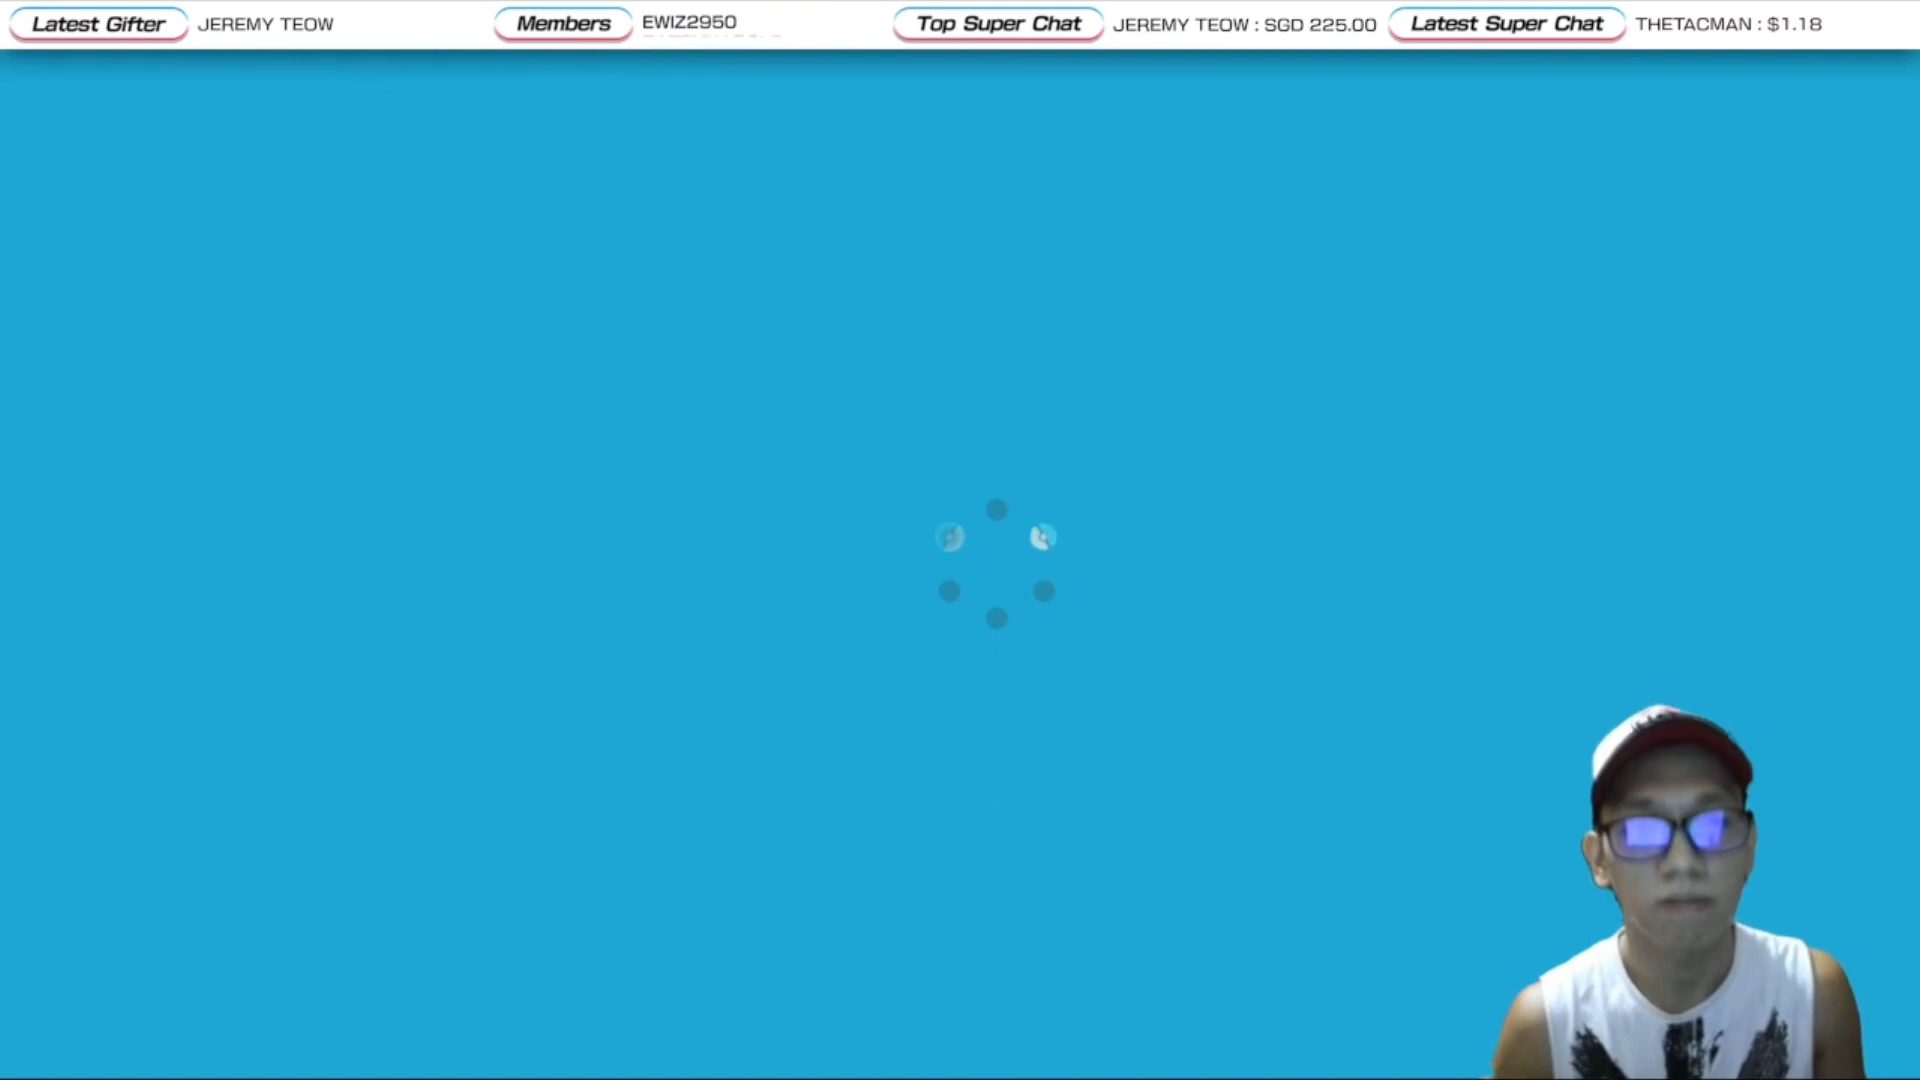 Latest Gifter JEREMY TEOW Members EWIZ2950 Top Super Chat JEREMY TEOW : SGD 225.00 Latest Super Chat THETACMAN : $1.18